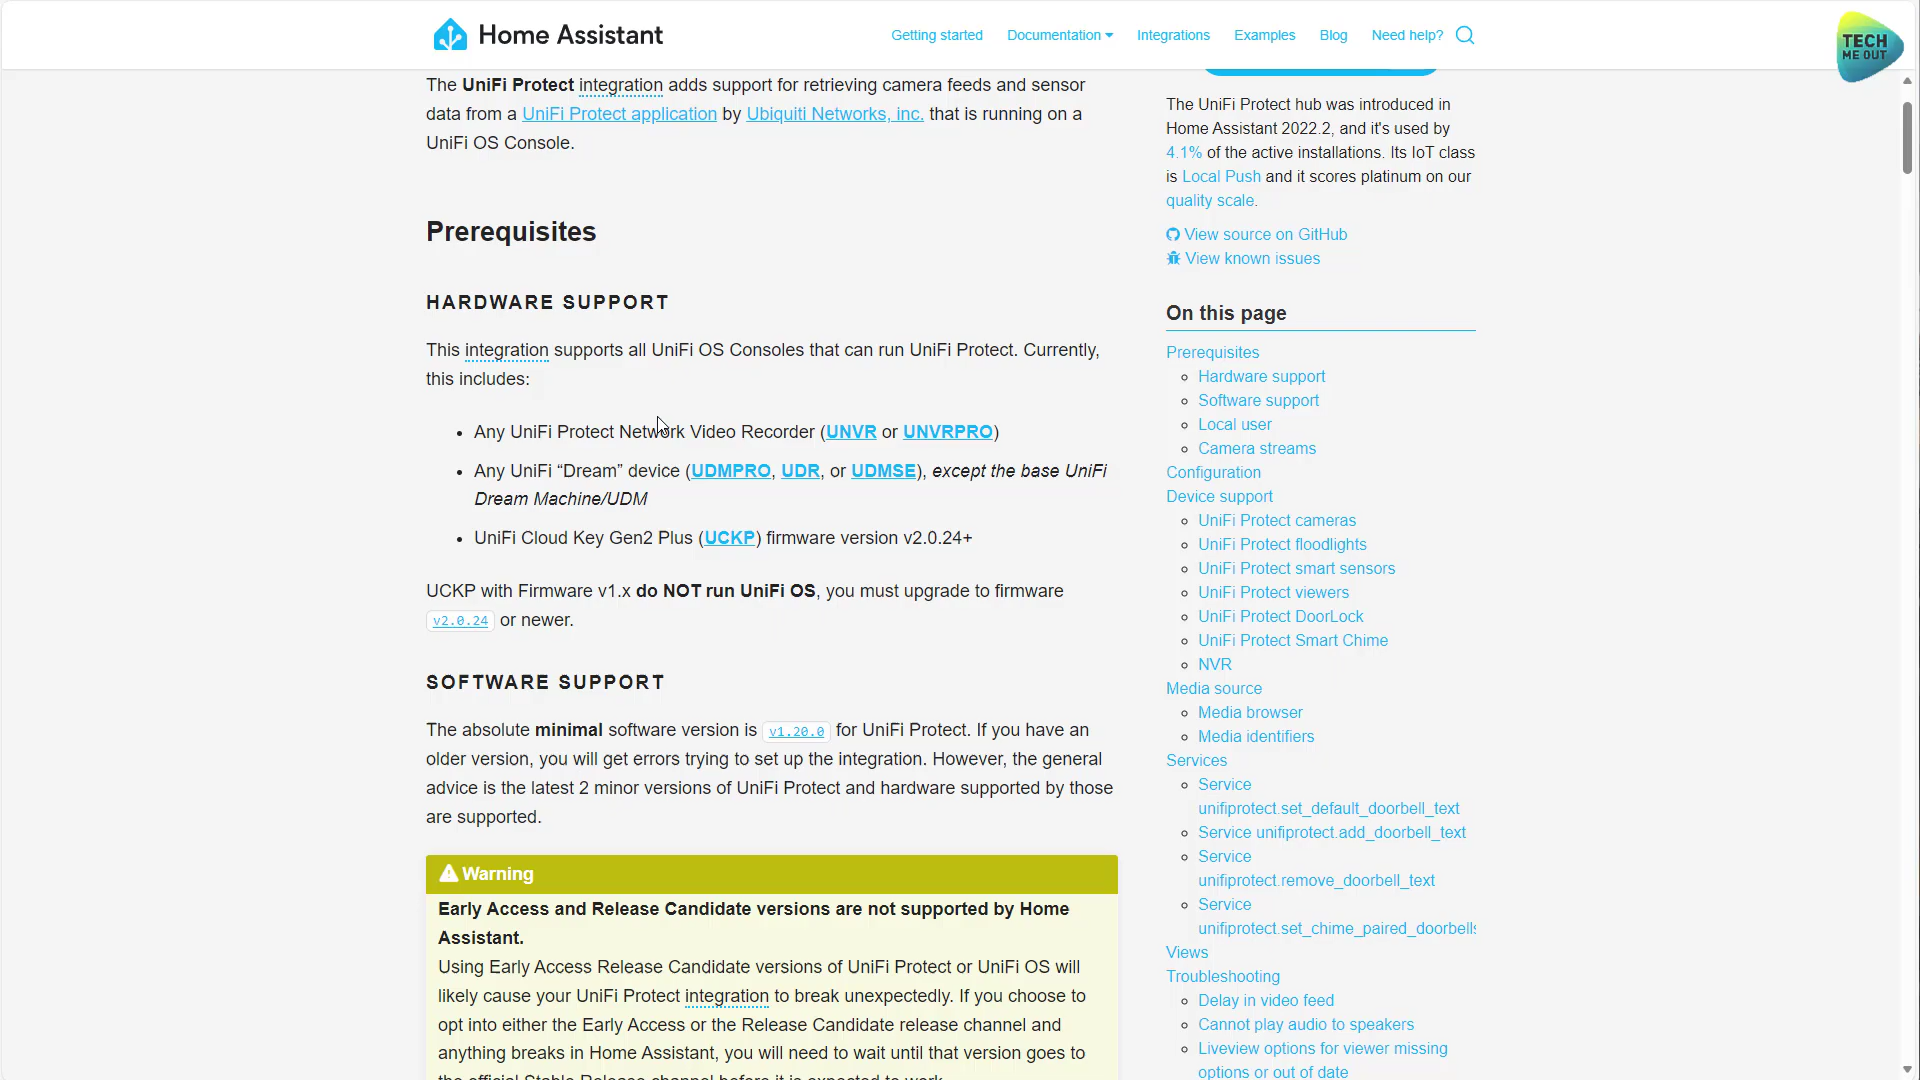 Home Assistant
Getting started
Documentation
Integrations
Examples
Blog
Need help?
TECH
ME OUT
The UniFi Protect integration adds support for retrieving camera feeds and sensor
data from a UniFi Protect application by Ubiquiti Networks, inc. that is running on a
UniFi OS Console.
Prerequisites
HARDWARE SUPPORT
This integration supports all UniFi OS Consoles that can run UniFi Protect. Currently,
this includes:
Any UniFi Protect Network Video Recorder (UNVR or UNVRPRO)
Any UniFi “Dream” device (UDMPRO, UDR, or UDMSE), except the base UniFi
Dream Machine/UDM
UniFi Cloud Key Gen2 Plus (UCKP) firmware version v2.0.24+
UCKP with Firmware v1.x do NOT run UniFi OS, you must upgrade to firmware
v2.0.24 or newer.
SOFTWARE SUPPORT
The absolute minimal software version is v1.20.0 for UniFi Protect. If you have an
older version, you will get errors trying to set up the integration. However, the general
advice is the latest 2 minor versions of UniFi Protect and hardware supported by those
are supported.
Warning
Early Access and Release Candidate versions are not supported by Home
Assistant.
Using Early Access Release Candidate versions of UniFi Protect or UniFi OS will
likely cause your UniFi Protect integration to break unexpectedly. If you choose to
opt into either the Early Access or the Release Candidate release channel and
anything breaks in Home Assistant, you will need to wait until that version goes to
the official Stable Release channel before it is expected to work.
The UniFi Protect hub was introduced in
Home Assistant 2022.2, and it's used by
4.1% of the active installations. Its IoT class
is Local Push and it scores platinum on our
quality scale.
View source on GitHub
View known issues
On this page
Prerequisites
Hardware support
Software support
Local user
Camera streams
Configuration
Device support
UniFi Protect cameras
UniFi Protect floodlights
UniFi Protect smart sensors
UniFi Protect viewers
UniFi Protect DoorLock
UniFi Protect Smart Chime
NVR
Media source
Media browser
Media identifiers
Services
Service
unifiprotect.set_default_doorbell_text
Service unifiprotect.add_doorbell_text
Service
unifiprotect.remove_doorbell_text
Service
unifiprotect.set_chime_paired_doorbells
Views
Troubleshooting
Delay in video feed
Cannot play audio to speakers
Liveview options for viewer missing
options or out of date